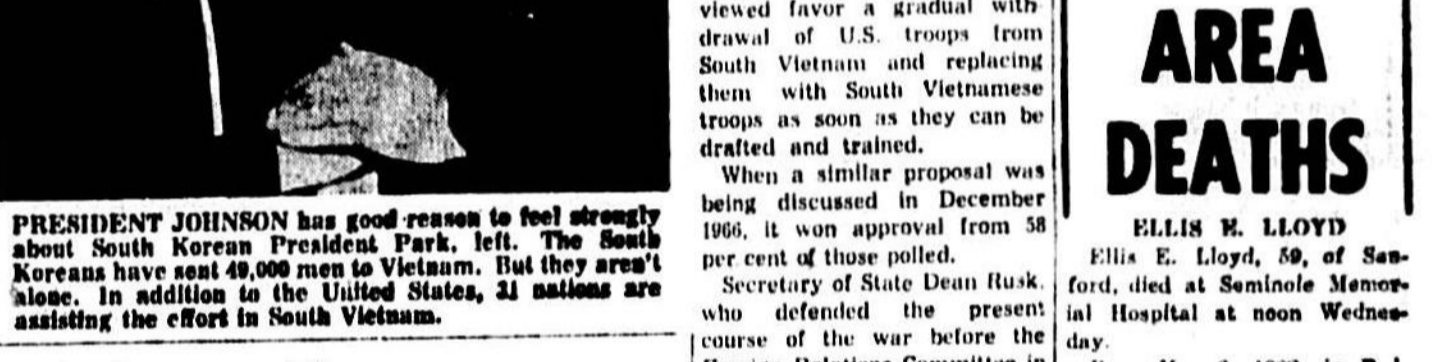 PRESIDENT JOHNSON has good reason to feel strongly
about South Korean President Park, left. The South
Koreans have sent 49,000 men to Vietnam. But they aren't
alone. In addition to the United States, 31 nations are
assisting the effort in South Vietnam.
viewed favor a gradual with-
drawal of U.S. troops from
South Vietnam and replacing
them with South Vietnamese
troops as soon as they can be
drafted and trained.
When a similar proposal was
being discussed in December
1966, it won approval from 58
per cent of those polled.
Secretary of State Dean Rusk,
who defended the present
course of the war before the
Foreign Relations Committee in
AREA
DEATHS
ELLIS E. LLOYD
Ellis E. Lloyd, 59, of San-
ford, died at Seminole Memor-
ial Hospital at noon Wednes-
day.